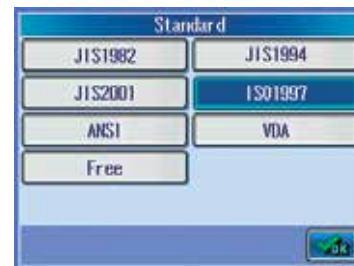 Standard
JIS1982 JIS1994
JIS2001 ISO1997
ANSI VDA
Free
ok